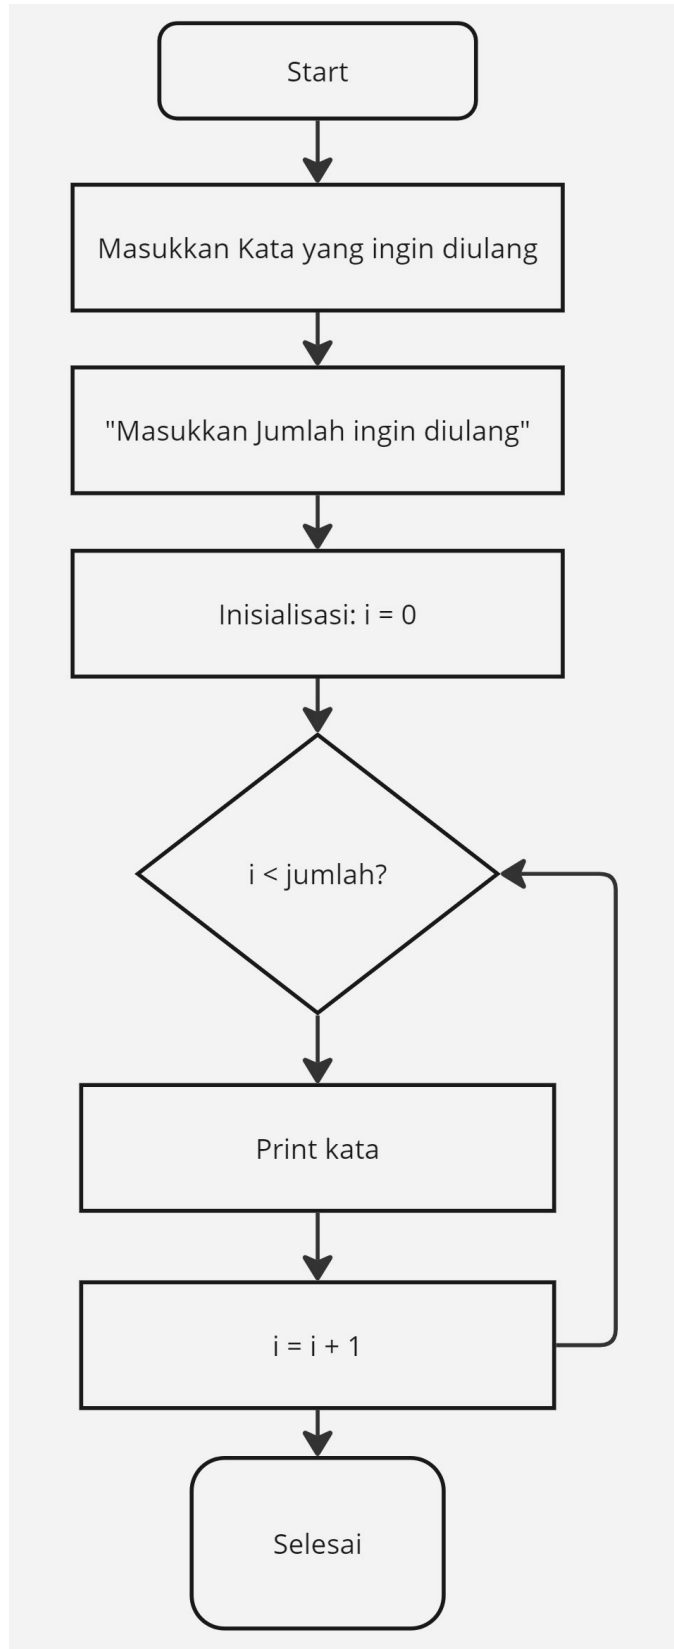 Start
Masukkan Kata yang ingin diulang
"Masukkan Jumlah ingin diulang"
Inisialisasi: i = 0
i < jumlah?
Print kata
i = i + 1
Selesai